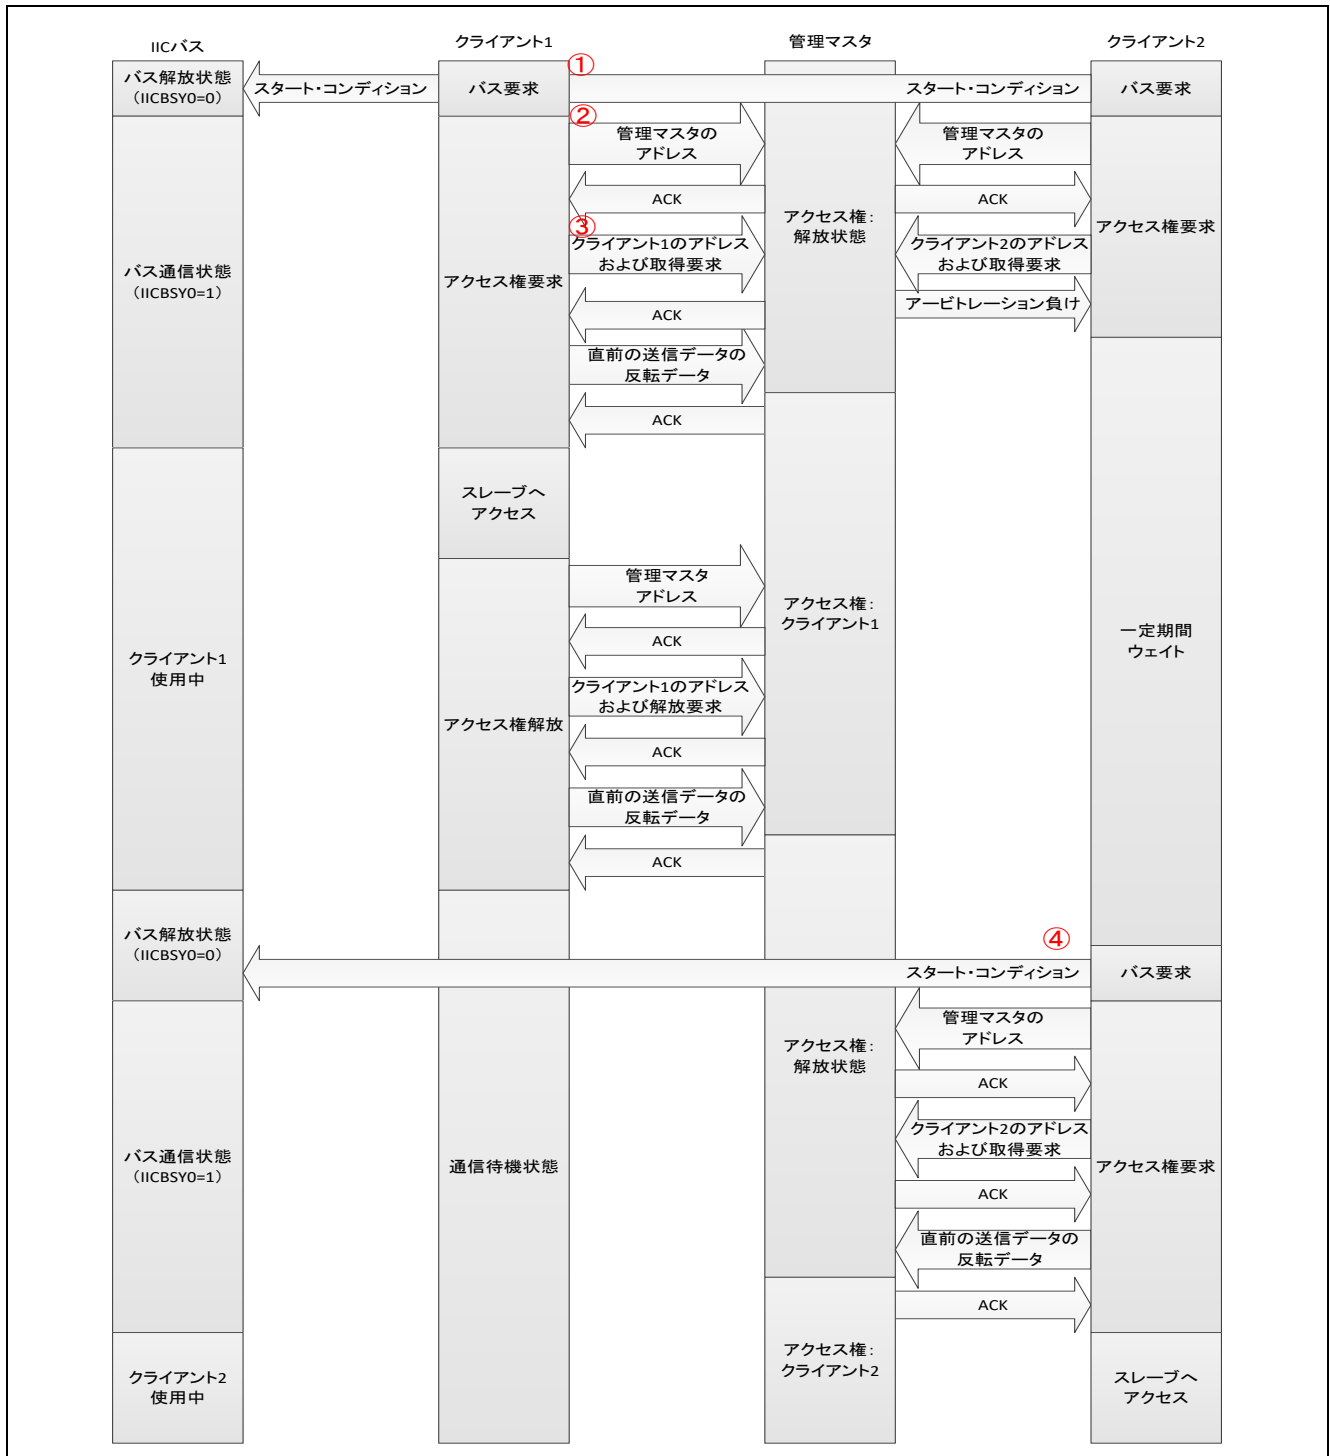 IICバス
クライアント1
管理マスタ
クライアント2
バス解放状態
（IICBSY0=0）
スタート・コンディション
バス要求
①
スタート・コンディション
バス要求
②
管理マスタの
アドレス
管理マスタの
アドレス
ACK
ACK
アクセス権：
解放状態
③
クライアント1のアドレス
および取得要求
クライアント2のアドレス
および取得要求
アクセス権要求
バス通信状態
（IICBSY0=1）
アクセス権要求
ACK
アービトレーション負け
直前の送信データの
反転データ
ACK
スレーブへ
アクセス
管理マスタ
アドレス
アクセス権：
クライアント1
ACK
一定期間
ウェイト
クライアント1
使用中
クライアント1のアドレス
および解放要求
アクセス権解放
ACK
直前の送信データの
反転データ
ACK
バス解放状態
（IICBSY0=0）
④
スタート・コンディション
バス要求
管理マスタの
アドレス
アクセス権：
解放状態
ACK
クライアント2のアドレス
および取得要求
バス通信状態
（IICBSY0=1）
通信待機状態
アクセス権要求
ACK
直前の送信データの
反転データ
ACK
アクセス権：
クライアント2
クライアント2
使用中
スレーブへ
アクセス